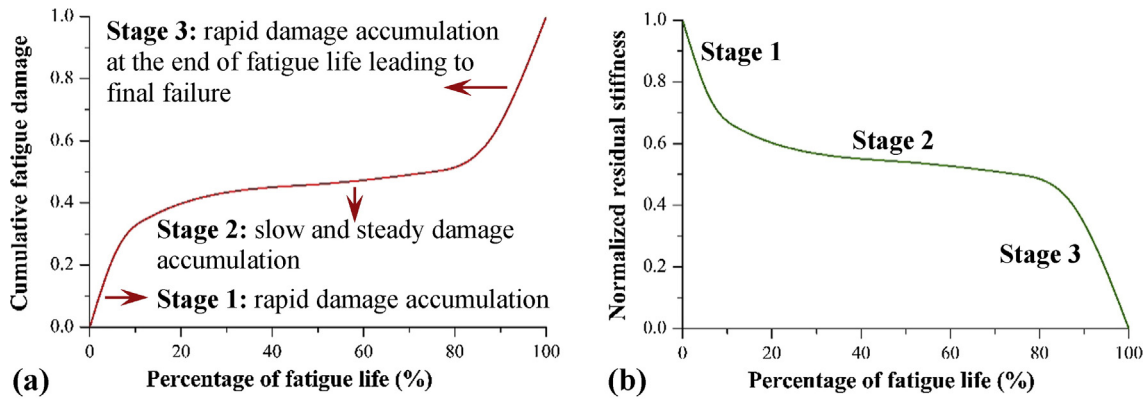 Cumulative fatigue damage
1.0
0.8
0.6
0.4
0.2
0.0
Stage 3: rapid damage accumulation
at the end of fatigue life leading to
final failure
Stage 2: slow and steady damage
accumulation
Stage 1: rapid damage accumulation
0
20
40
60
80
100
Percentage of fatigue life (%)
(a)
Normalized residual stiffness
1.0
0.8
0.6
0.4
0.2
0.0
Stage 1
Stage 2
Stage 3
0
20
40
60
80
100
Percentage of fatigue life (%)
(b)